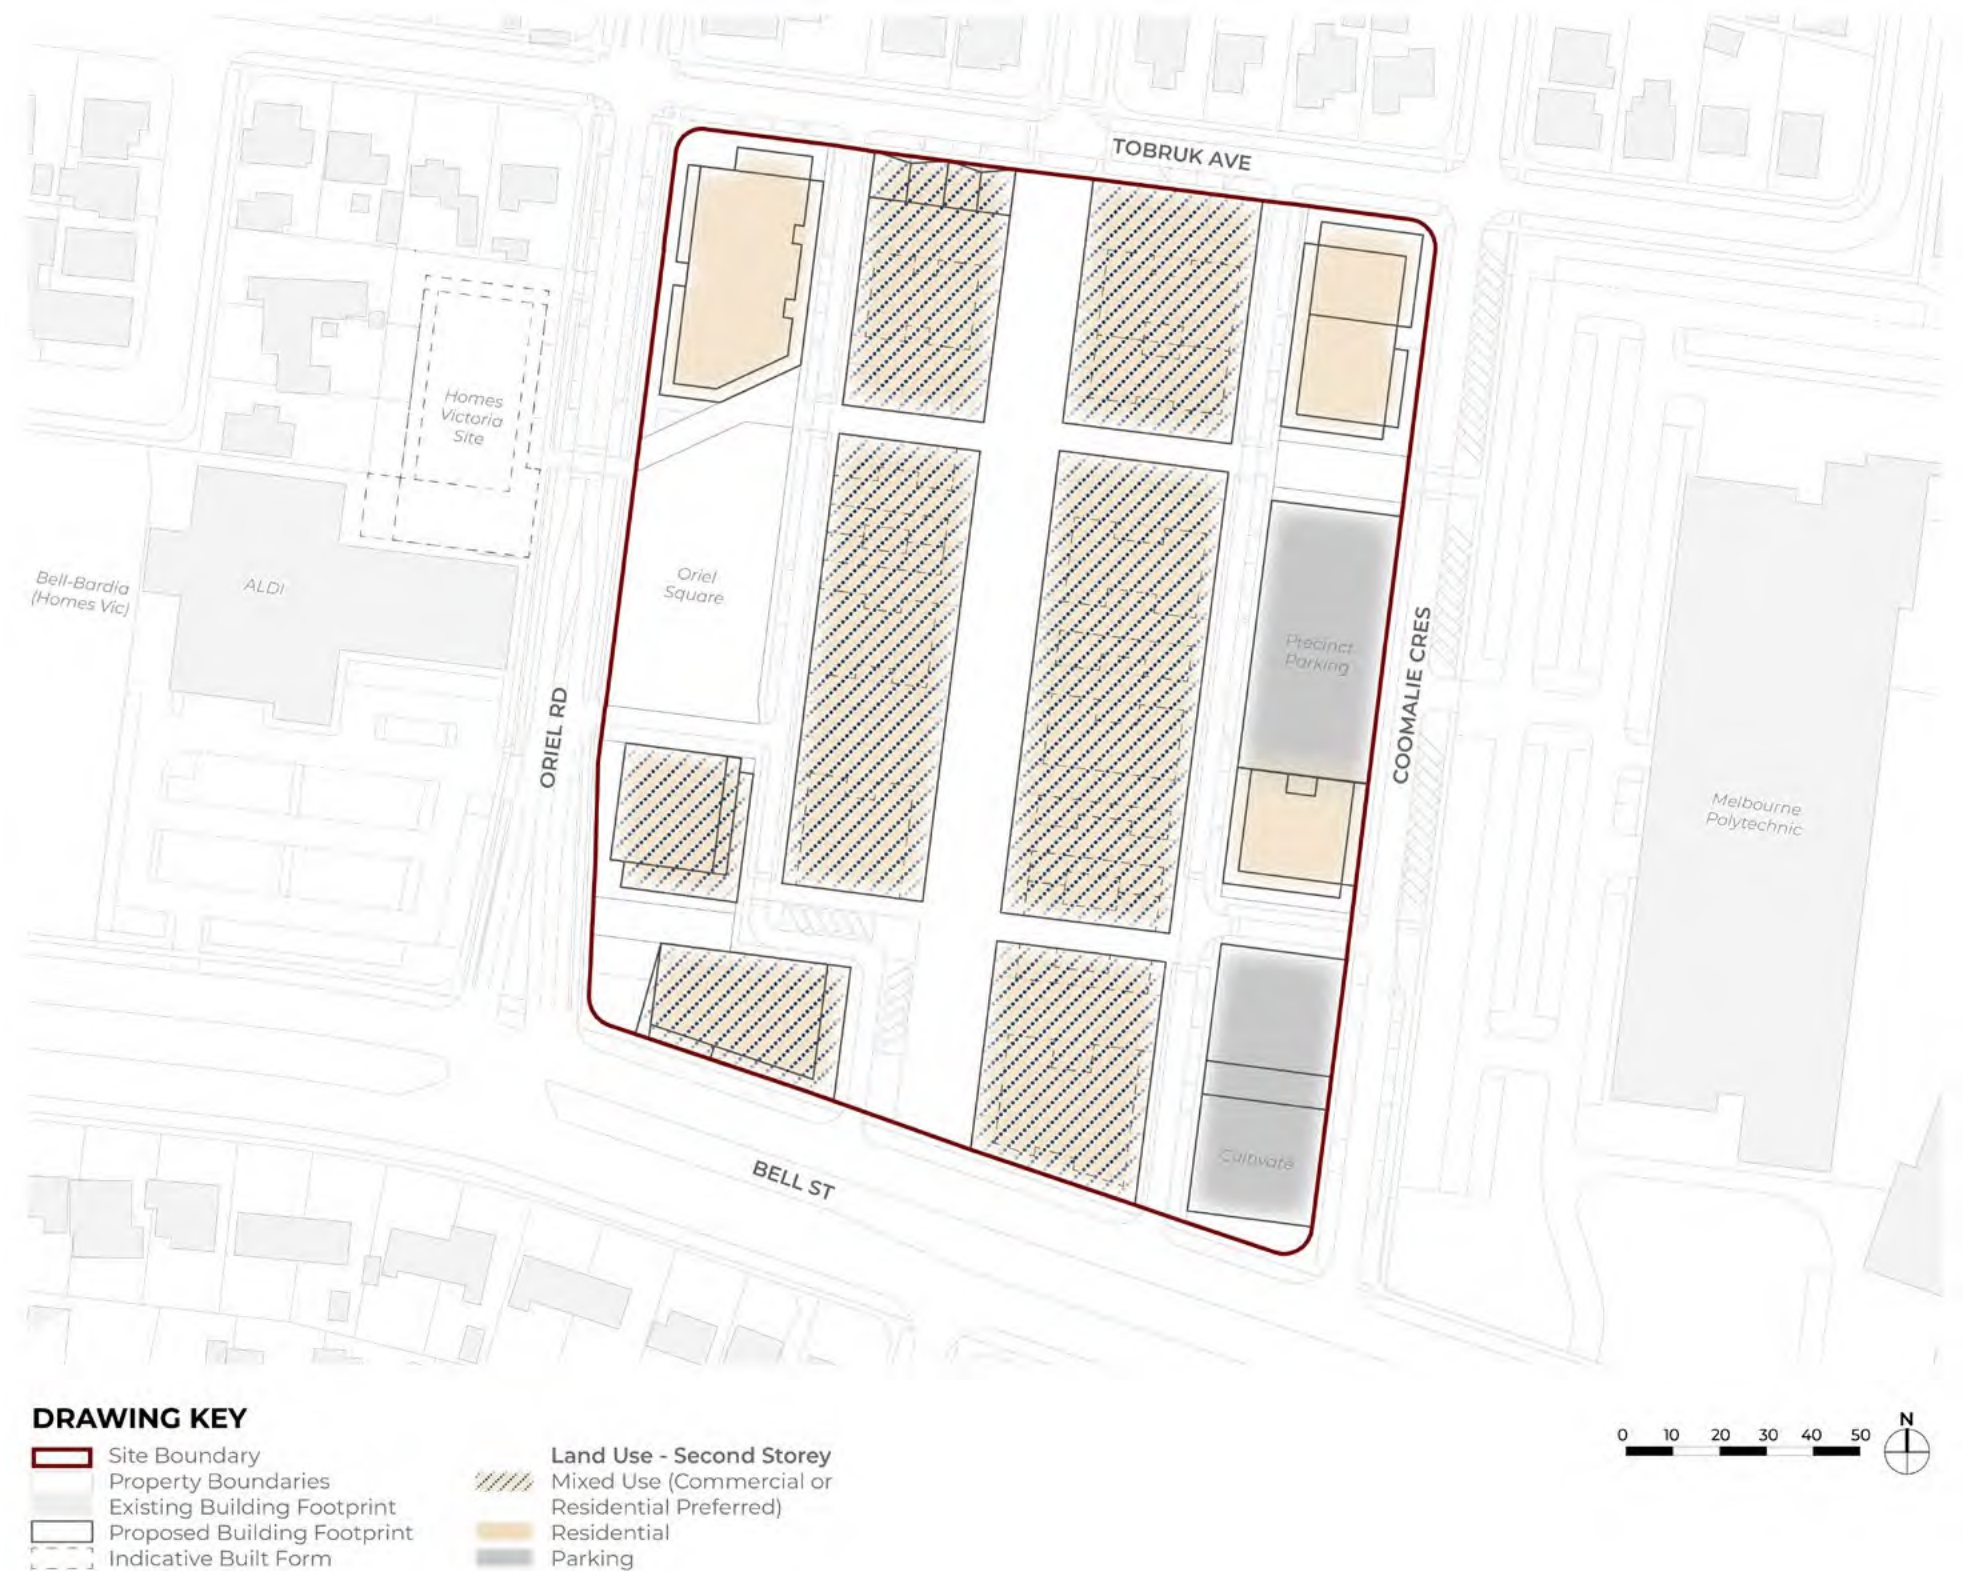 TOBRUK AVE
Homes
Victoria
Site
Bell-Bardia
(Homes Vic)
ALDI
Oriel
Square
Precinct
Parking
ORIEL RD
COOMALIE CRES
Melbourne
Polytechnic
Cultivate
BELL ST
DRAWING KEY
Site Boundary
Property Boundaries
Existing Building Footprint
Proposed Building Footprint
Indicative Built Form
Land Use - Second Storey
Mixed Use (Commercial or
Residential Preferred)
Residential
Parking
0 10 20 30 40 50
N